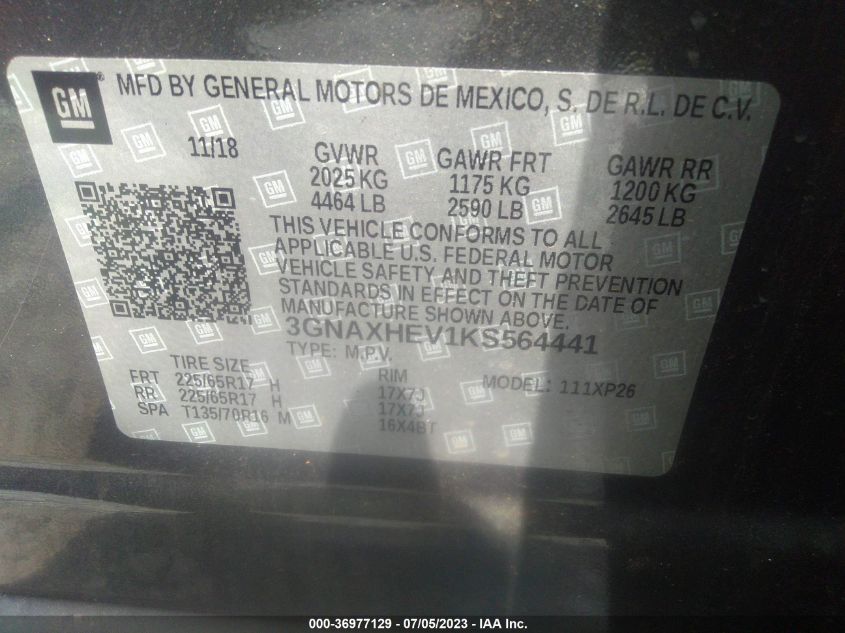 GM ® MFD BY GENERAL MOTORS DE MEXICO, S. DE R.L. DE C.V.
11/18 GVWR GAWR FRT GAWR RR
2025 KG 1175 KG 1200 KG
4464 LB 2590 LB 2645 LB
THIS VEHICLE CONFORMS TO ALL
APPLICABLE U.S. FEDERAL MOTOR
VEHICLE SAFETY AND THEFT PREVENTION
STANDARDS IN EFFECT ON THE DATE OF
MANUFACTURE SHOWN ABOVE.
3GNAXHEV1KS564441
TYPE: M.P.V.
TIRE SIZE RIM MODEL: 111XP26
FRT 225/65R17 H 17X7J
RR 225/65R17 H 17X7J
SPA T135/70R16 M 16X4BT
000-36977129 - 07/05/2023 - IAA Inc.